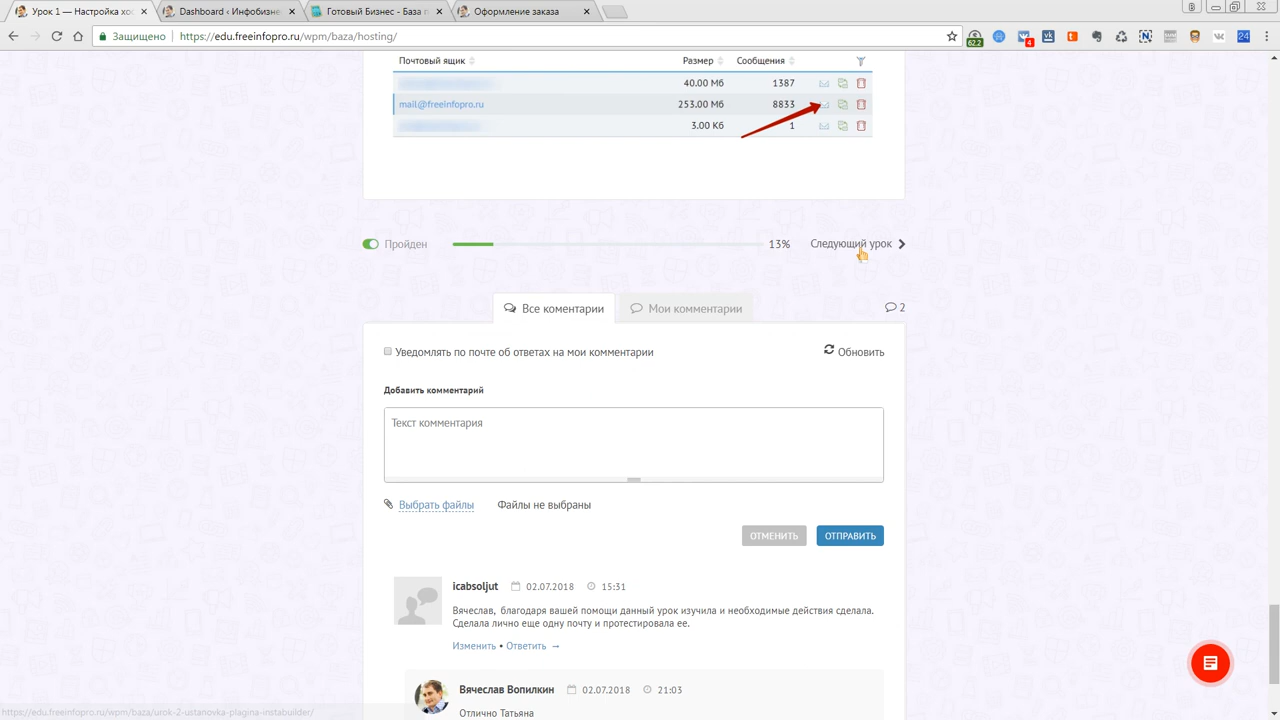 Урок 1 — Настройка хос
Dashboard ‹ Инфобизне
Готовый Бизнес – База п
Оформление заказа
Защищено
https://edu.freeinfopro.ru/wpm/baza/hosting/
62.2
4
24
Почтовый ящик
Размер
Сообщения
40.00 Мб
1387
mail@freeinfopro.ru
253.00 Мб
8833
3.00 Кб
1
Пройден
13%
Следующий урок
Все коментарии
Мои комментарии
2
Уведомлять по почте об ответах на мои комментарии
Обновить
Добавить комментарий
Текст комментария
Выбрать файлы
Файлы не выбраны
ОТМЕНИТЬ
ОТПРАВИТЬ
icabsoljut
02.07.2018
15:31
Вячеслав, благодаря вашей помощи данный урок изучила и необходимые действия сделала.
Сделала лично еще одну почту и протестировала ее.
Изменить • Ответить →
Вячеслав Вопилкин
02.07.2018
21:03
https://edu.freeinfopro.ru/wpm/baza/urok-2-ustanovka-plagina-instabuilder/
Отлично Татьяна